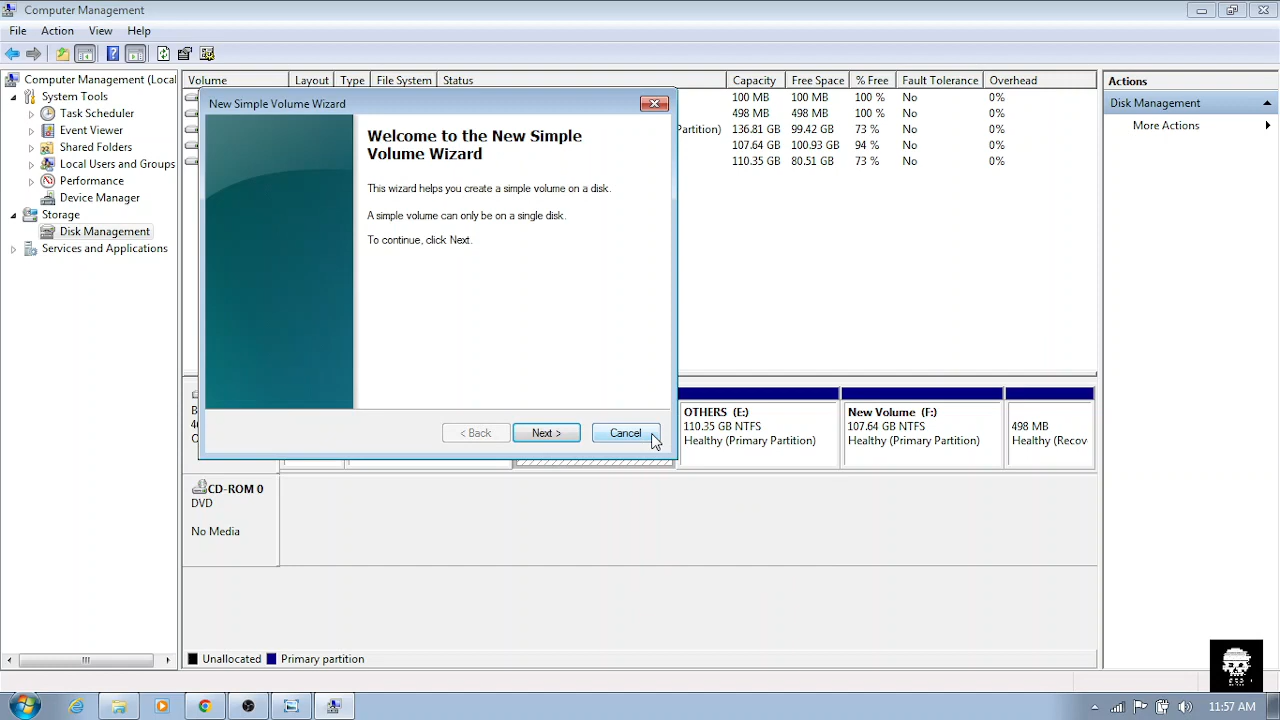 Computer Management
File Action View Help
Computer Management (Local
System Tools
Task Scheduler
Event Viewer
Shared Folders
Local Users and Groups
Performance
Device Manager
Storage
Disk Management
Services and Applications
Volume Layout Type File System Status Capacity Free Space % Free Fault Tolerance Overhead
100 MB 100 MB 100 % No 0%
498 MB 498 MB 100 % No 0%
Partition) 136.81 GB 99.42 GB 73 % No 0%
107.64 GB 100.93 GB 94 % No 0%
110.35 GB 80.51 GB 73 % No 0%
Actions
Disk Management
More Actions
New Simple Volume Wizard
Welcome to the New Simple
Volume Wizard
This wizard helps you create a simple volume on a disk.
A simple volume can only be on a single disk.
To continue, click Next.
< Back Next > Cancel
OTHERS (E:)
110.35 GB NTFS
Healthy (Primary Partition)
New Volume (F:)
107.64 GB NTFS
Healthy (Primary Partition)
498 MB
Healthy (Recov
CD-ROM 0
DVD
No Media
Unallocated Primary partition
11:57 AM